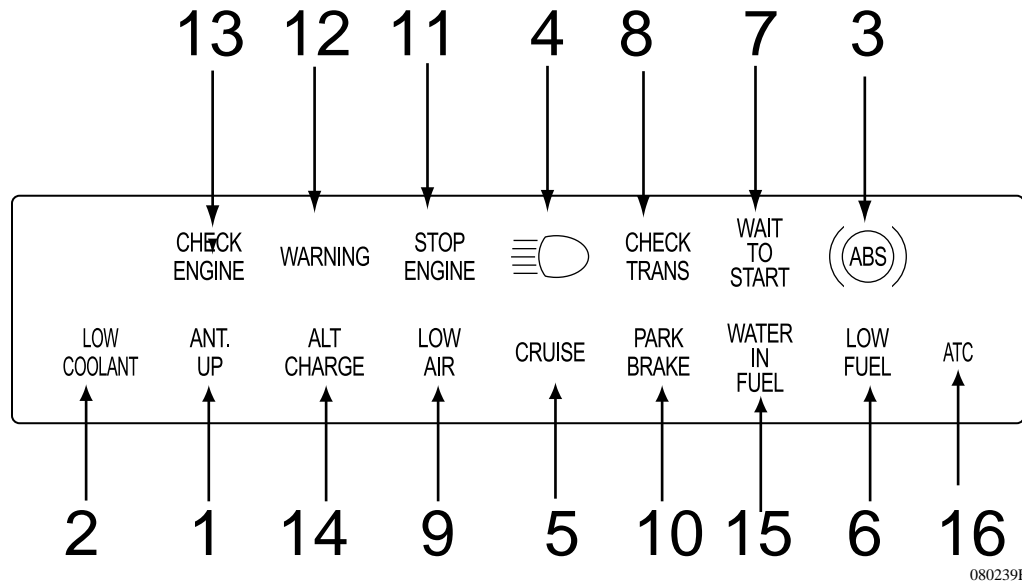 13 12 11 4 8 7 3
CHECK
ENGINE
WARNING
STOP
ENGINE
CHECK
TRANS
WAIT
TO
START
ABS
LOW
COOLANT
ANT.
UP
ALT
CHARGE
LOW
AIR
CRUISE
PARK
BRAKE
WATER
IN
FUEL
LOW
FUEL
ATC
2 1 14 9 5 10 15 6 16